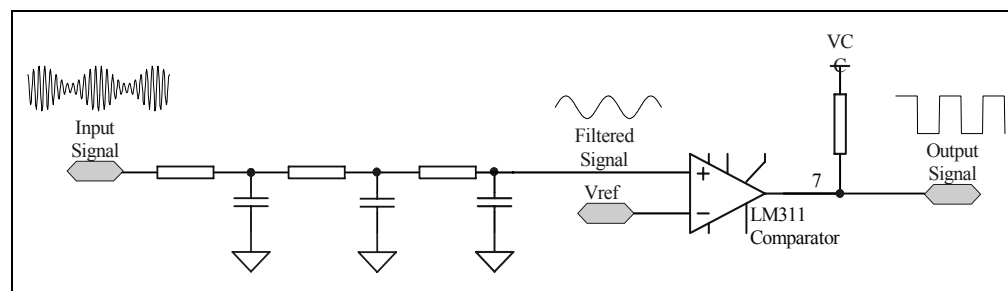 VC
C
Input
Signal
Filtered
Signal
Vref
+
−
7
LM311
Comparator
Output
Signal